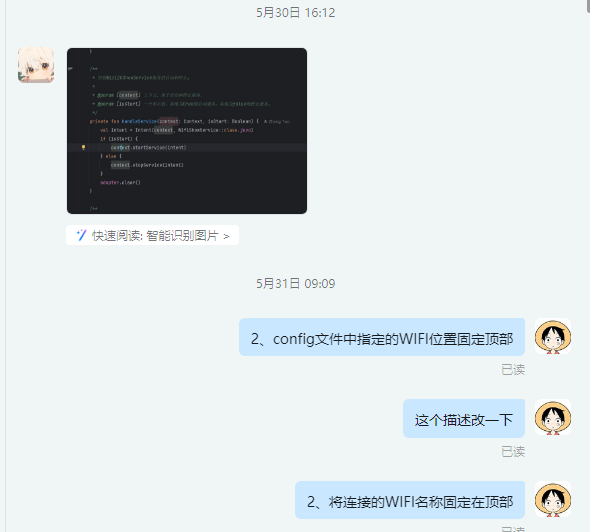 5月30日 16:12
/**
* @param [context]
* @param [isStart]
*/
private fun handleService(context: Context, isStart: Boolean) {
val intent = Intent(context, WifiShowService::class.java)
if (isStart) {
context.startService(intent)
} else {
context.stopService(intent)
}
adapter.clear()
}
/**
快速阅读: 智能识别图片 >
5月31日 09:09
2、config文件中指定的WIFI位置固定顶部
已读
这个描述改一下
已读
2、将连接的WIFI名称固定在顶部
已读